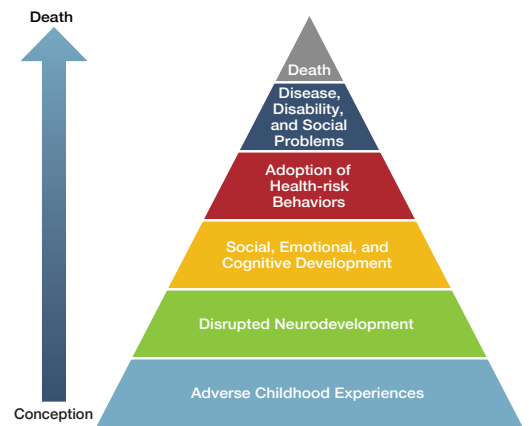 Death
Death
Disease,
Disability,
and Social
Problems
Adoption of
Health-risk
Behaviors
Social, Emotional, and
Cognitive Development
Disrupted Neurodevelopment
Adverse Childhood Experiences
Conception